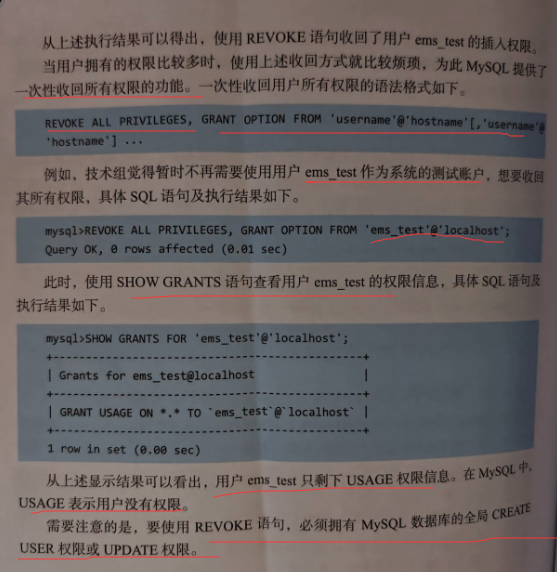 从上述执行结果可以得出，使用 REVOKE 语句收回了用户 ems_test 的插入权限。
当用户拥有的权限比较多时，使用上述收回方式就比较烦琐，为此 MySQL 提供了
一次性收回所有权限的功能。一次性收回用户所有权限的语法格式如下。
REVOKE ALL PRIVILEGES, GRANT OPTION FROM 'username'@'hostname'[,'username'@
'hostname'] ...
例如，技术组觉得暂时不再需要使用用户 ems_test 作为系统的测试账户，想要收回
其所有权限，具体 SQL 语句及执行结果如下。
mysql>REVOKE ALL PRIVILEGES, GRANT OPTION FROM 'ems_test'@'localhost';
Query OK, 0 rows affected (0.01 sec)
此时，使用 SHOW GRANTS 语句查看用户 ems_test 的权限信息，具体 SQL 语句及
执行结果如下。
mysql>SHOW GRANTS FOR 'ems_test'@'localhost';
+----------------------------------------------+
| Grants for ems_test@localhost |
+----------------------------------------------+
| GRANT USAGE ON *.* TO `ems_test`@`localhost` |
+----------------------------------------------+
1 row in set (0.00 sec)
从上述显示结果可以看出，用户 ems_test 只剩下 USAGE 权限信息。在 MySQL 中，
USAGE 表示用户没有权限。
需要注意的是，要使用 REVOKE 语句，必须拥有 MySQL 数据库的全局 CREATE
USER 权限或 UPDATE 权限。